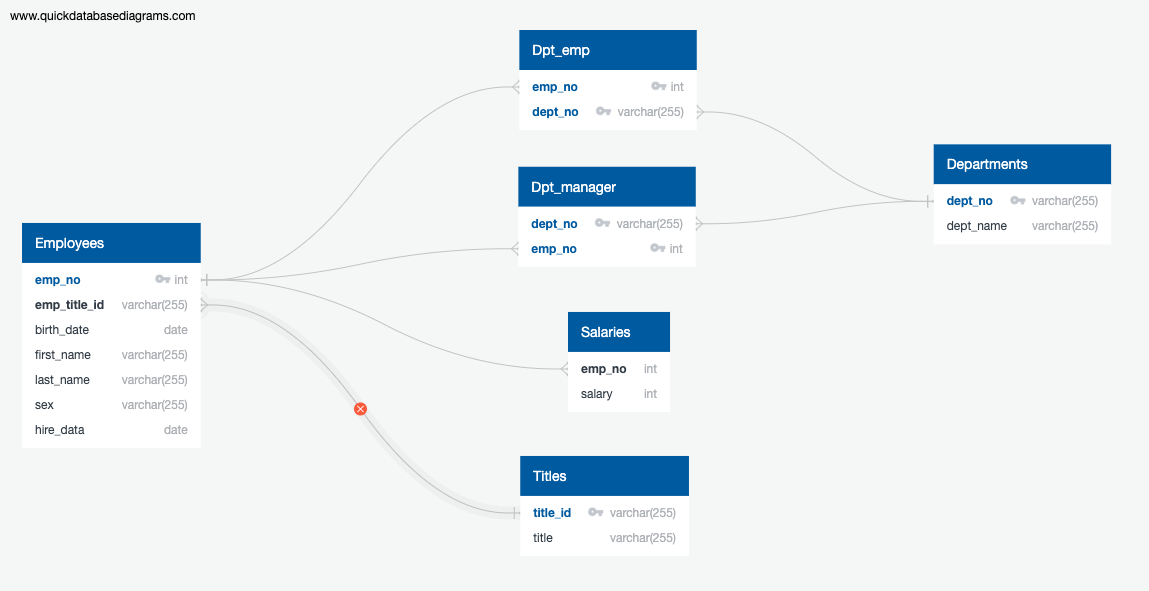 www.quickdatabasediagrams.com
Dpt_emp
emp_no int
dept_no varchar(255)
Dpt_manager
dept_no varchar(255)
emp_no int
Departments
dept_no varchar(255)
dept_name varchar(255)
Employees
emp_no int
emp_title_id varchar(255)
birth_date date
first_name varchar(255)
last_name varchar(255)
sex varchar(255)
hire_data date
Salaries
emp_no int
salary int
Titles
title_id varchar(255)
title varchar(255)